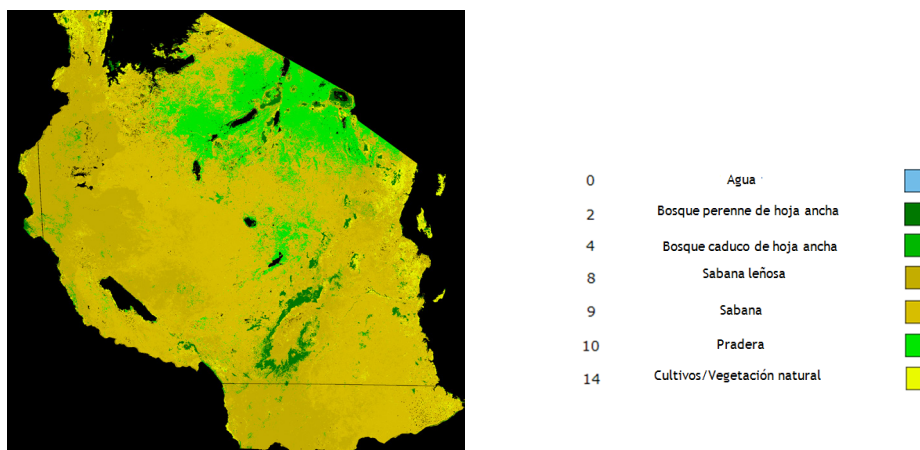 0 Agua
2 Bosque perenne de hoja ancha
4 Bosque caduco de hoja ancha
8 Sabana leñosa
9 Sabana
10 Pradera
14 Cultivos/Vegetación natural